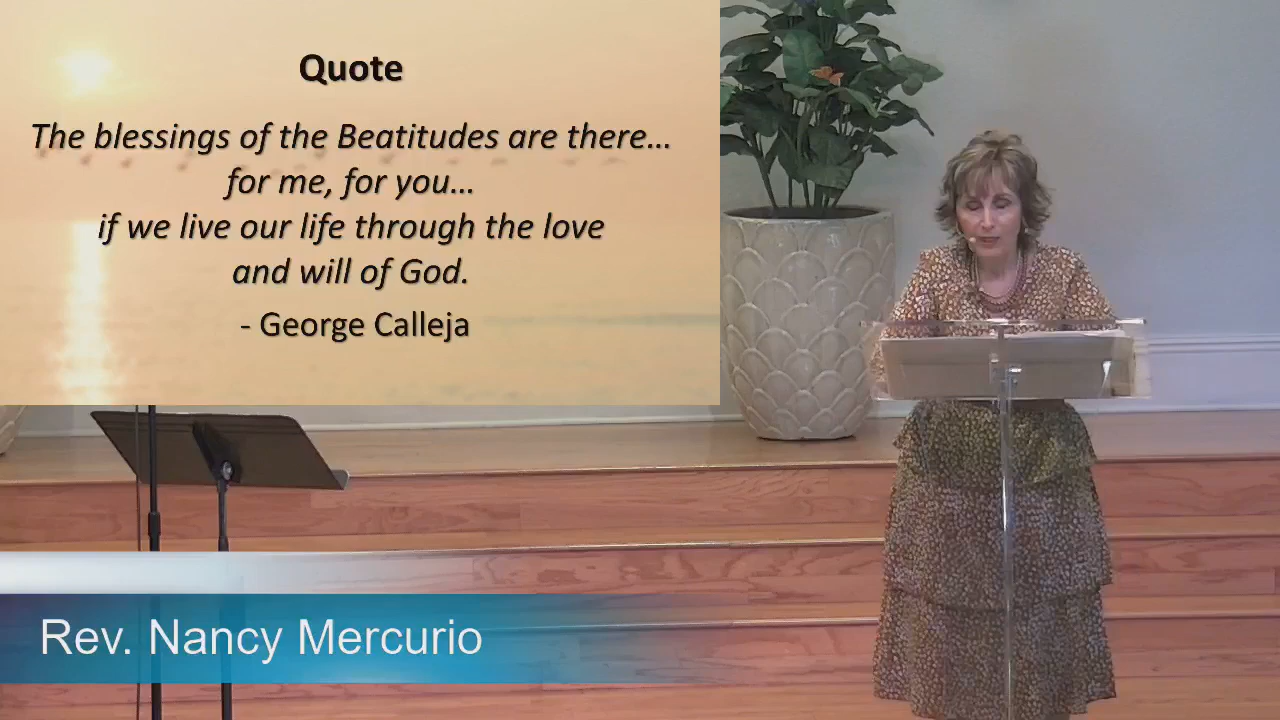 Quote
The blessings of the Beatitudes are there...
for me, for you...
if we live our life through the love
and will of God.
- George Calleja
Rev. Nancy Mercurio